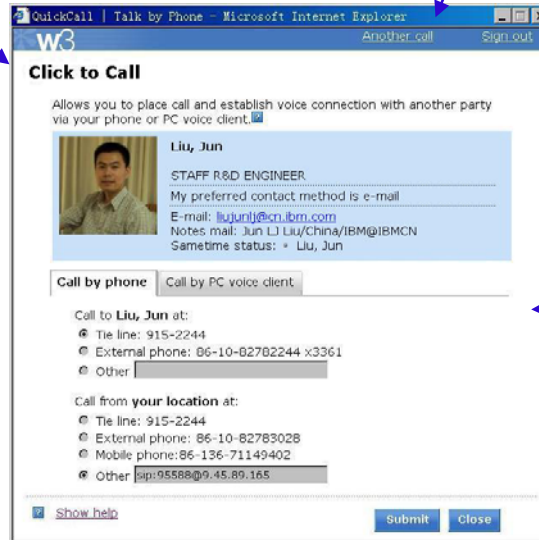 QuickCall | Talk by Phone - Microsoft Internet Explorer
w3
Another call Sign out
Click to Call
Allows you to place call and establish voice connection with another party
via your phone or PC voice client.
Liu, Jun
STAFF R&D ENGINEER
My preferred contact method is e-mail
E-mail: liujunlj@cn.ibm.com
Notes mail: Jun LJ Liu/China/IBM@IBMCN
Sametime status: Liu, Jun
Call by phone Call by PC voice client
Call to Liu, Jun at:
Tie line: 915-2244
External phone: 86-10-82782244 x3361
Other
Call from your location at:
Tie line: 915-2244
External phone: 86-10-82783028
Mobile phone:86-136-71149402
Other sip:95588@9.45.89.165
? Show help
Submit Close